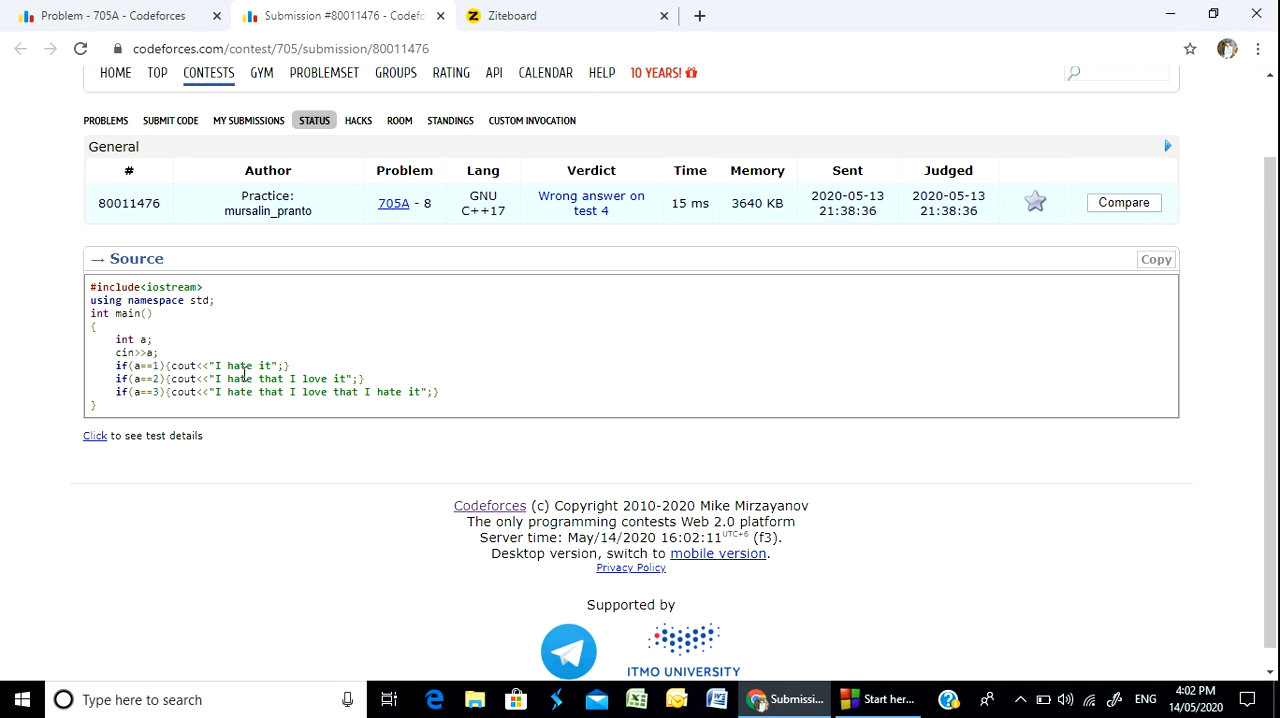 Problem - 705A - Codeforces
Submission #80011476 - Codefo
Ziteboard
codeforces.com/contest/705/submission/80011476
HOME TOP CONTESTS GYM PROBLEMSET GROUPS RATING API CALENDAR HELP 10 YEARS!
PROBLEMS SUBMIT CODE MY SUBMISSIONS STATUS HACKS ROOM STANDINGS CUSTOM INVOCATION
General
# Author Problem Lang Verdict Time Memory Sent Judged
80011476 Practice: mursalin_pranto 705A - 8 GNU C++17 Wrong answer on test 4 15 ms 3640 KB 2020-05-13 21:38:36 2020-05-13 21:38:36 Compare
→ Source Copy
#include<iostream>
using namespace std;
int main()
{
int a;
cin>>a;
if(a==1){cout<<"I hate it";}
if(a==2){cout<<"I hate that I love it";}
if(a==3){cout<<"I hate that I love that I hate it";}
}
Click to see test details
Codeforces (c) Copyright 2010-2020 Mike Mirzayanov
The only programming contests Web 2.0 platform
Server time: May/14/2020 16:02:11 UTC+6 (f3).
Desktop version, switch to mobile version.
Privacy Policy
Supported by
ITMO UNIVERSITY
Type here to search
Submissi...
Start her...
ENG
4:02 PM
14/05/2020